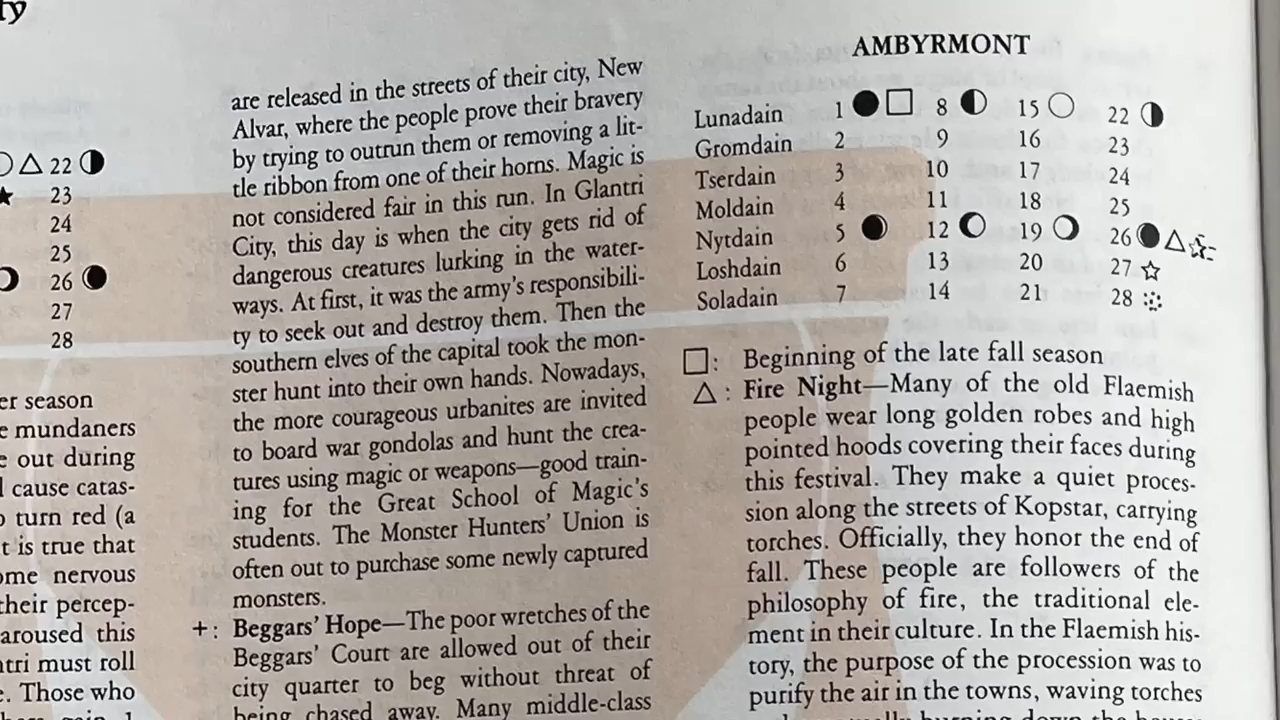 ty
22
23
24
25
26
27
28
er season
e mundaners
e out during
cause catas-
turn red (a
t is true that
ome nervous
their percep-
aroused this
ntri must roll
e. Those who
are released in the streets of their city, New
Alvar, where the people prove their bravery
by trying to outrun them or removing a lit-
tle ribbon from one of their horns. Magic is
not considered fair in this run. In Glantri
City, this day is when the city gets rid of
dangerous creatures lurking in the water-
ways. At first, it was the army's responsibili-
ty to seek out and destroy them. Then the
southern elves of the capital took the mon-
ster hunt into their own hands. Nowadays,
the more courageous urbanites are invited
to board war gondolas and hunt the crea-
tures using magic or weapons—good train-
ing for the Great School of Magic's
students. The Monster Hunters' Union is
often out to purchase some newly captured
monsters.
+: Beggars' Hope—The poor wretches of the
Beggars' Court are allowed out of their
city quarter to beg without threat of
being chased away. Many middle-class
AMBYRMONT
Lunadain 1 8 15 22
Gromdain 2 9 16 23
Tserdain 3 10 17 24
Moldain 4 11 18 25
Nytdain 5 12 19 26
Loshdain 6 13 20 27
Soladain 7 14 21 28
□: Beginning of the late fall season
△: Fire Night—Many of the old Flaemish
people wear long golden robes and high
pointed hoods covering their faces during
this festival. They make a quiet proces-
sion along the streets of Kopstar, carrying
torches. Officially, they honor the end of
fall. These people are followers of the
philosophy of fire, the traditional ele-
ment in their culture. In the Flaemish his-
tory, the purpose of the procession was to
purify the air in the towns, waving torches